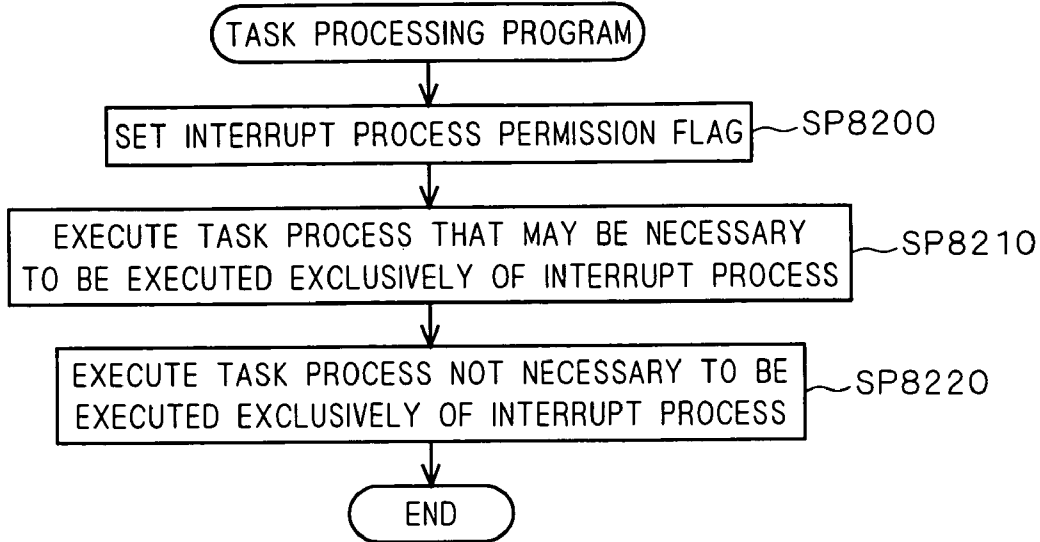 TASK PROCESSING PROGRAM
SET INTERRUPT PROCESS PERMISSION FLAG
SP8200
EXECUTE TASK PROCESS THAT MAY BE NECESSARY
TO BE EXECUTED EXCLUSIVELY OF INTERRUPT PROCESS
SP8210
EXECUTE TASK PROCESS NOT NECESSARY TO BE
EXECUTED EXCLUSIVELY OF INTERRUPT PROCESS
SP8220
END